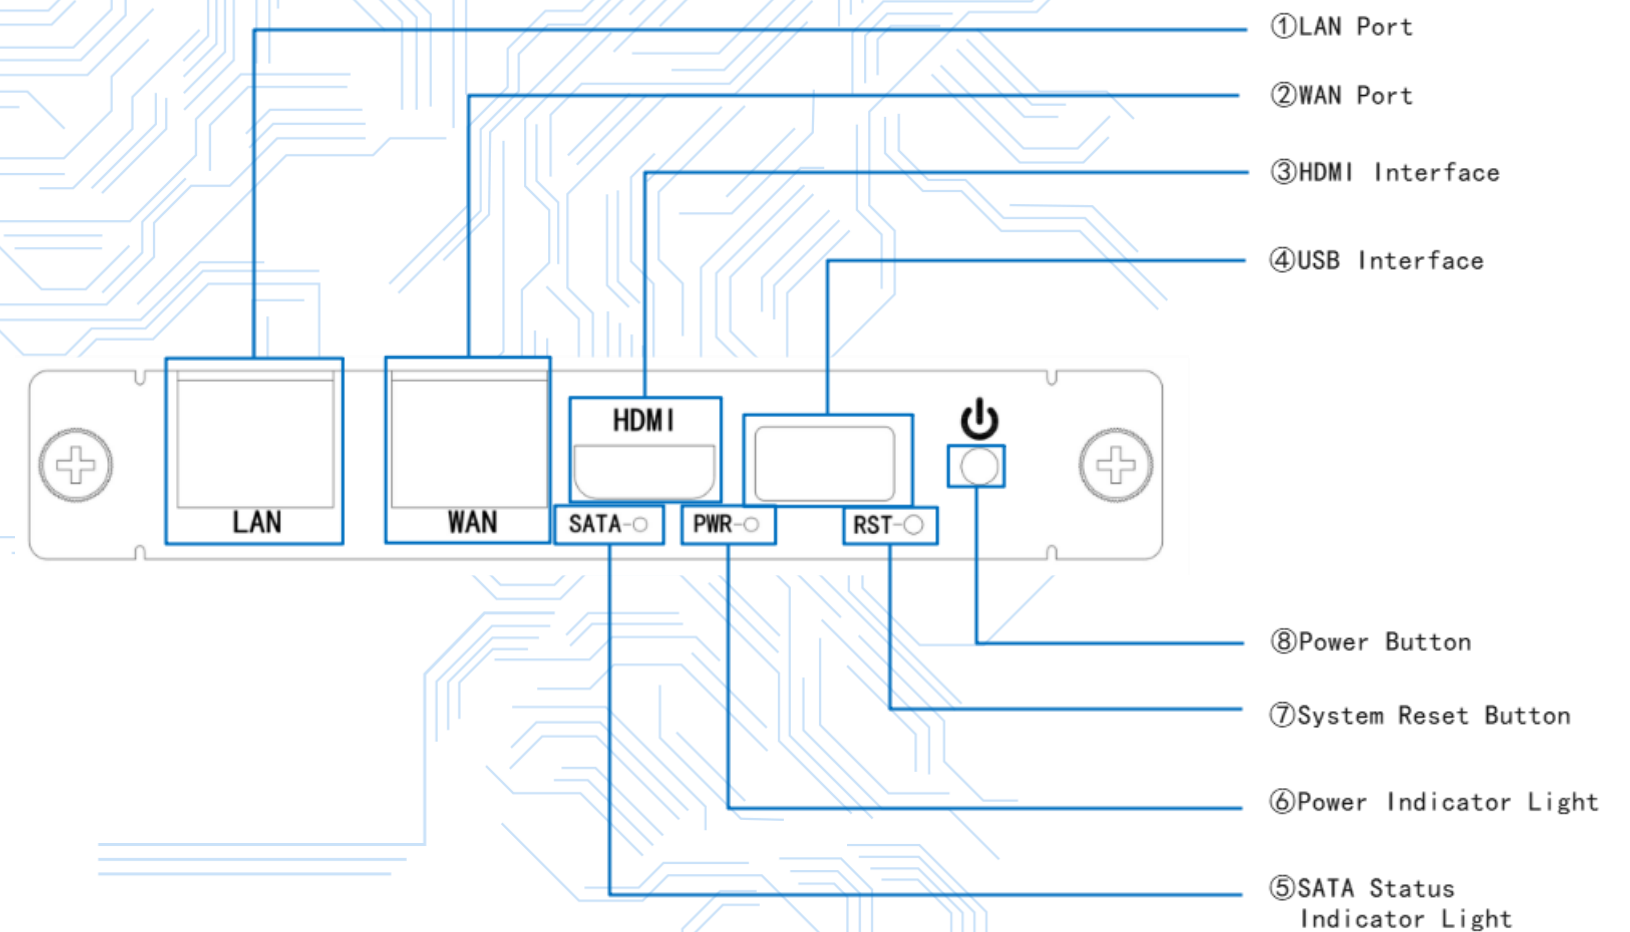 ①LAN Port
②WAN Port
③HDMI Interface
④USB Interface
HDMI
LAN
WAN
SATA
PWR
RST
⑧Power Button
⑦System Reset Button
⑥Power Indicator Light
⑤SATA Status
Indicator Light